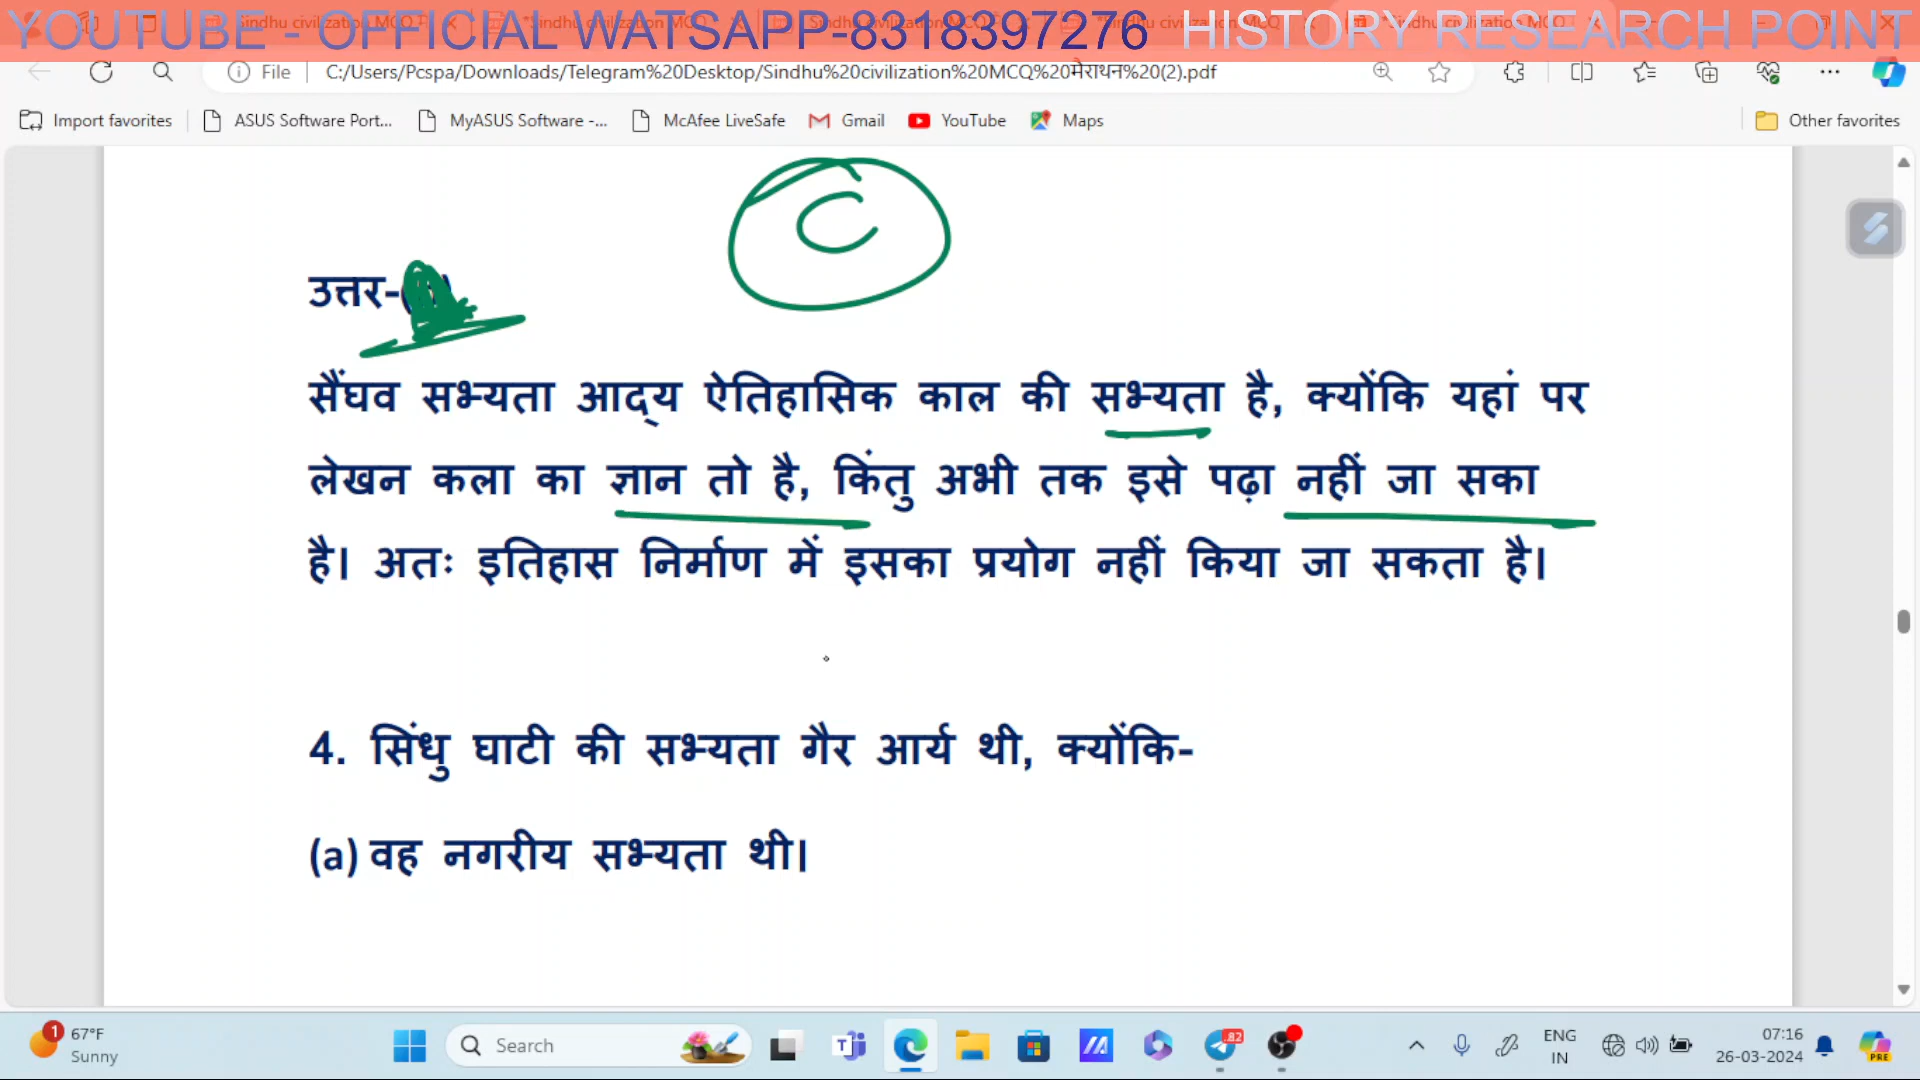 YOUTUBE - OFFICIAL WATSAPP-8318397276 HISTORY RESEARCH POINT
File C:/Users/Pcspa/Downloads/Telegram%20Desktop/Sindhu%20civilization%20MCQ%20मैराथन%20(2).pdf
Import favorites ASUS Software Port... MyASUS Software -... McAfee LiveSafe Gmail YouTube Maps Other favorites
C
उत्तर-
सैंघव सभ्यता आद्य ऐतिहासिक काल की सभ्यता है, क्योंकि यहां पर
लेखन कला का ज्ञान तो है, किंतु अभी तक इसे पढ़ा नहीं जा सका
है। अतः इतिहास निर्माण में इसका प्रयोग नहीं किया जा सकता है।
4. सिंधु घाटी की सभ्यता गैर आर्य थी, क्योंकि-
(a) वह नगरीय सभ्यता थी।
1 67°F
Sunny
Search
82
ENG
IN
07:16
26-03-2024
PRE